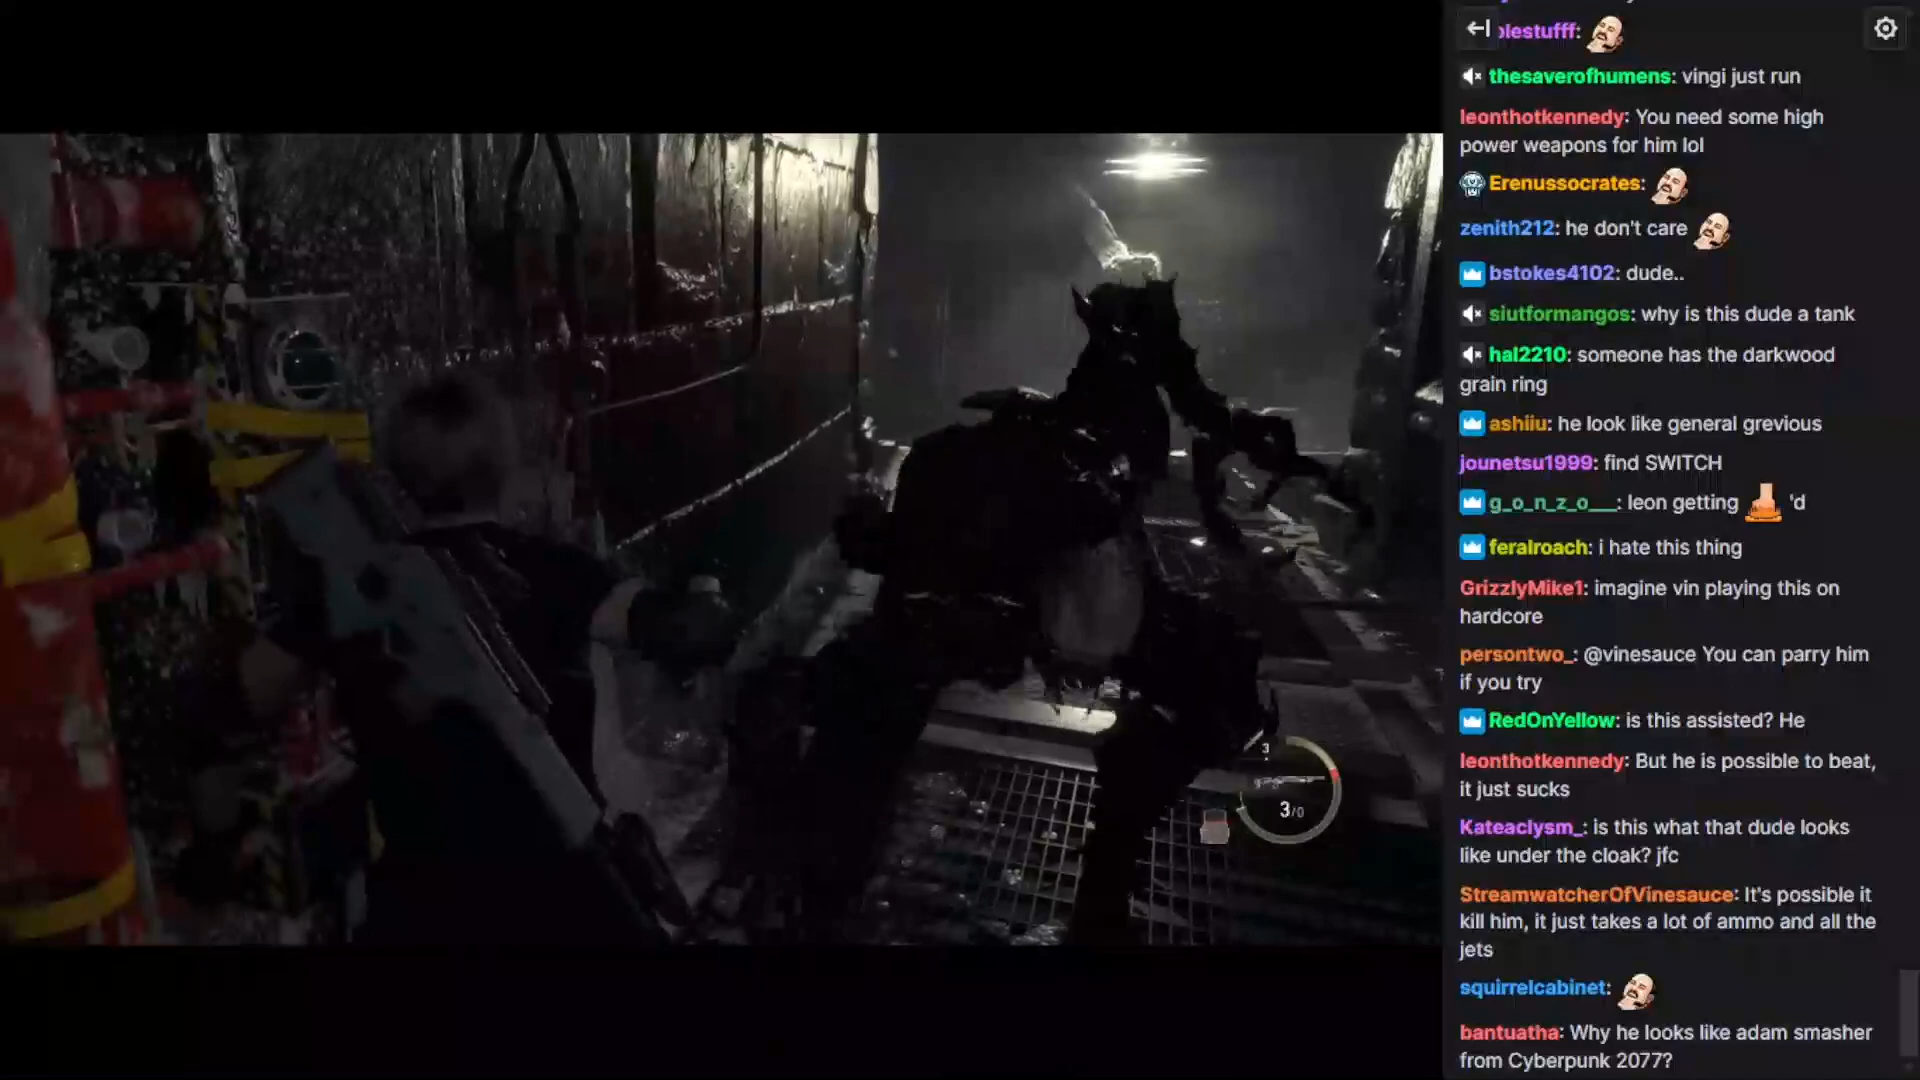 olestufff:
thesaverofhumens: vingi just run
leonthotkennedy: You need some high
power weapons for him lol
Erenussocrates:
zenith212: he don't care
bstokes4102: dude..
siutformangos: why is this dude a tank
hal2210: someone has the darkwood
grain ring
ashiiu: he look like general grevious
jounetsu1999: find SWITCH
g_o_n_z_o___: leon getting 'd
feralroach: i hate this thing
GrizzlyMike1: imagine vin playing this on
hardcore
persontwo_: @vinesauce You can parry him
if you try
RedOnYellow: is this assisted? He
leonthotkennedy: But he is possible to beat,
it just sucks
Kateaclysm_: is this what that dude looks
like under the cloak? jfc
StreamwatcherOfVinesauce: It's possible it
kill him, it just takes a lot of ammo and all the
jets
squirrelcabinet:
bantuatha: Why he looks like adam smasher
from Cyberpunk 2077?
3
3/0